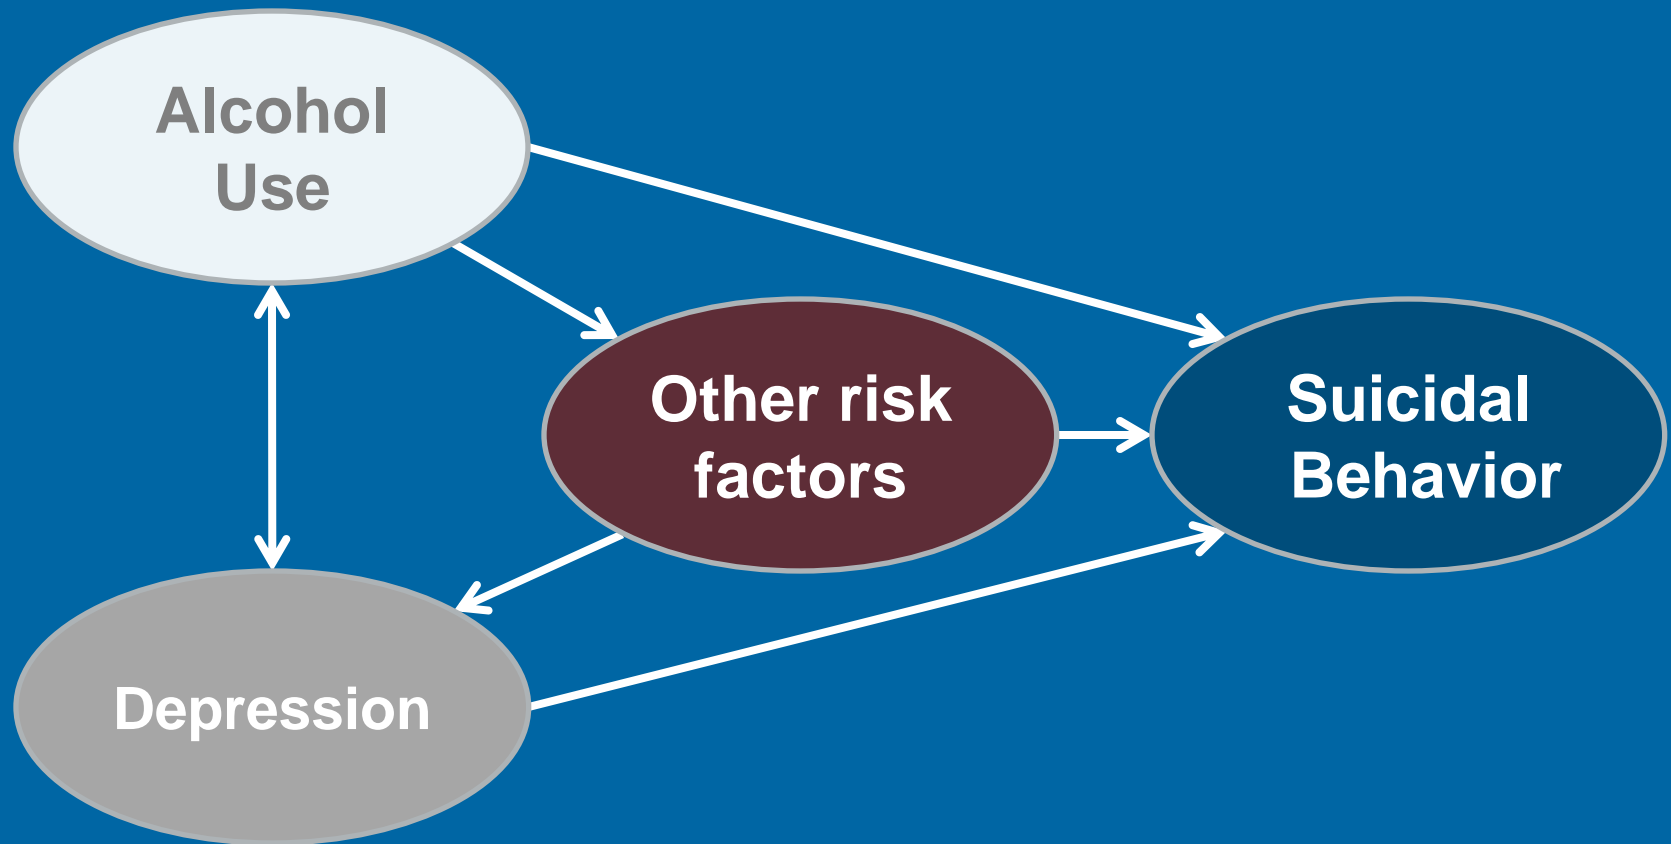 Alcohol
Use
Other risk
factors
Suicidal
Behavior
Depression